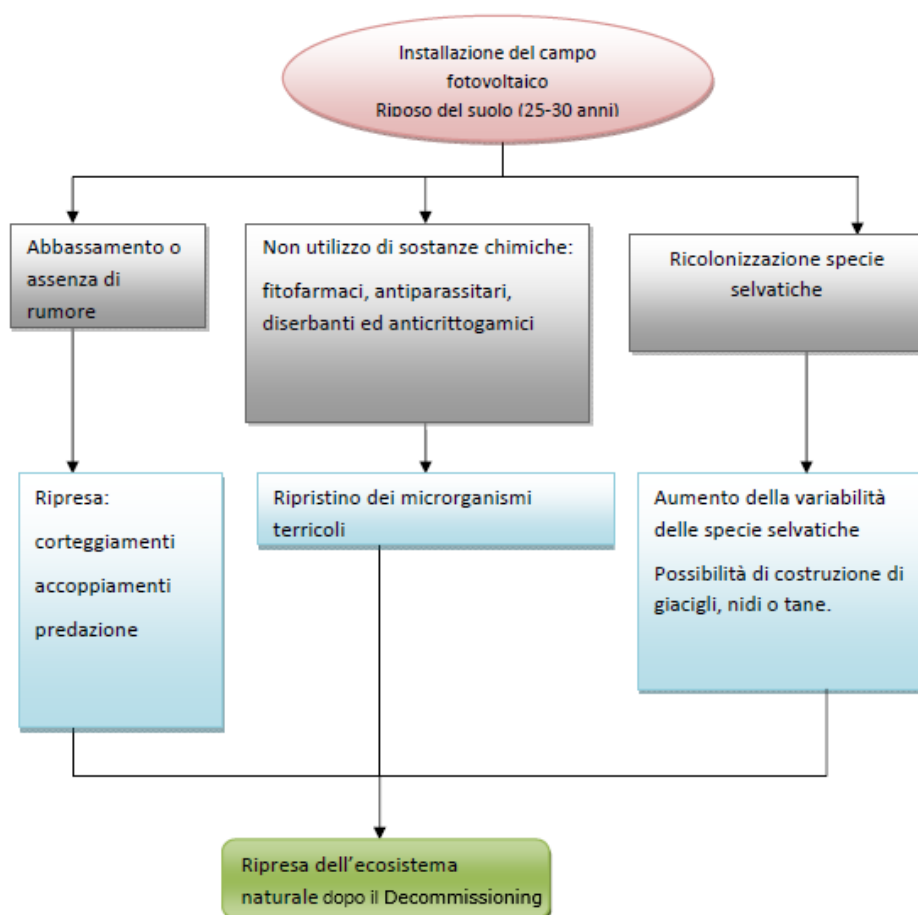 Installazione del campo
fotovoltaico
Riposo del suolo (25-30 anni)
Abbassamento o
assenza di
rumore
Non utilizzo di sostanze chimiche:
fitofarmaci, antiparassitari,
diserbanti ed anticrittogamici
Ricolonizzazione specie
selvatiche
Ripresa:
corteggiamenti
accoppiamenti
predazione
Ripristino dei microrganismi
terricoli
Aumento della variabilità
delle specie selvatiche
Possibilità di costruzione di
giacigli, nidi o tane.
Ripresa dell'ecosistema
naturale dopo il Decommissioning